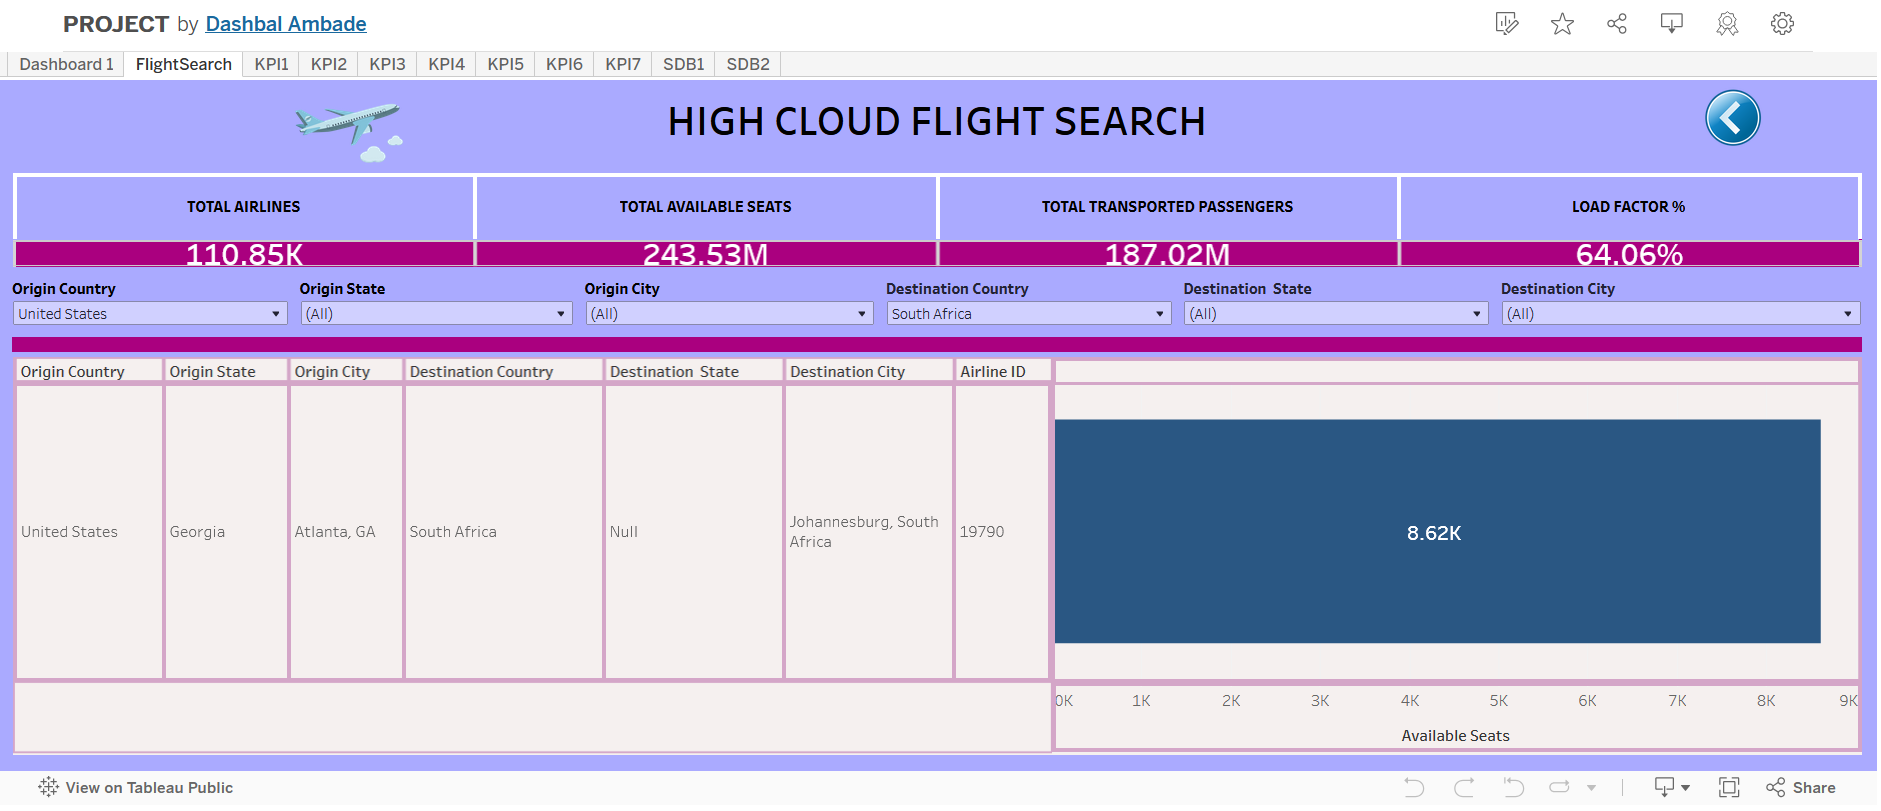 PROJECT by Dashbal Ambade
Dashboard 1 FlightSearch KPI1 KPI2 KPI3 KPI4 KPI5 KPI6 KPI7 SDB1 SDB2
HIGH CLOUD FLIGHT SEARCH
TOTAL AIRLINES TOTAL AVAILABLE SEATS TOTAL TRANSPORTED PASSENGERS LOAD FACTOR %
110.85K 243.53M 187.02M 64.06%
Origin Country Origin State Origin City Destination Country Destination State Destination City
United States (All) (All) South Africa (All) (All)
Origin Country Origin State Origin City Destination Country Destination State Destination City Airline ID
United States Georgia Atlanta, GA South Africa Null Johannesburg, South Africa 19790 8.62K
0K 1K 2K 3K 4K 5K 6K 7K 8K 9K
Available Seats
View on Tableau Public Share